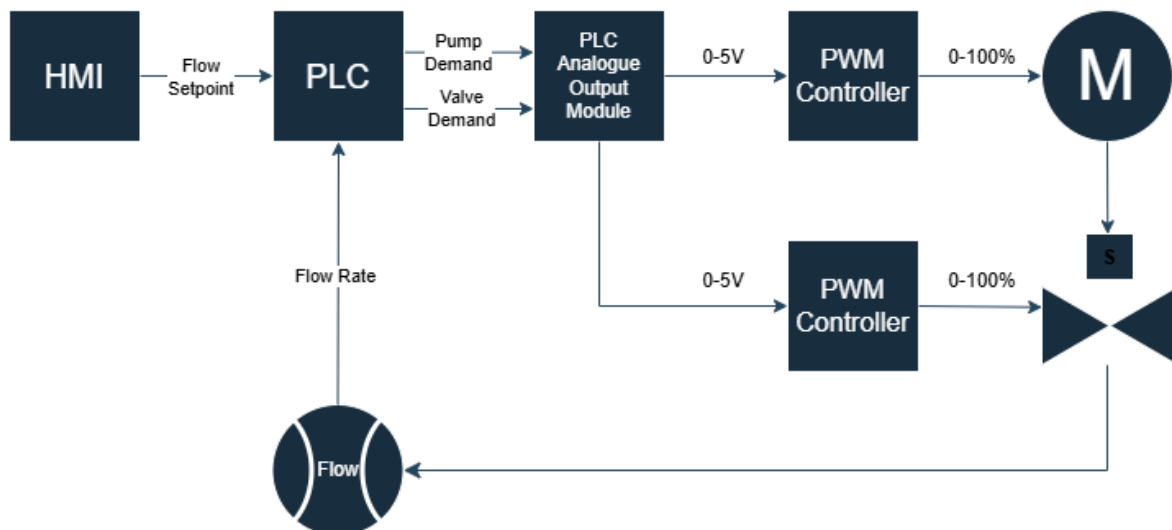 HMI
Flow
Setpoint
PLC
Pump
Demand
Valve
Demand
PLC
Analogue
Output
Module
0-5V
PWM
Controller
0-100%
M
Flow Rate
0-5V
PWM
Controller
0-100%
S
Flow